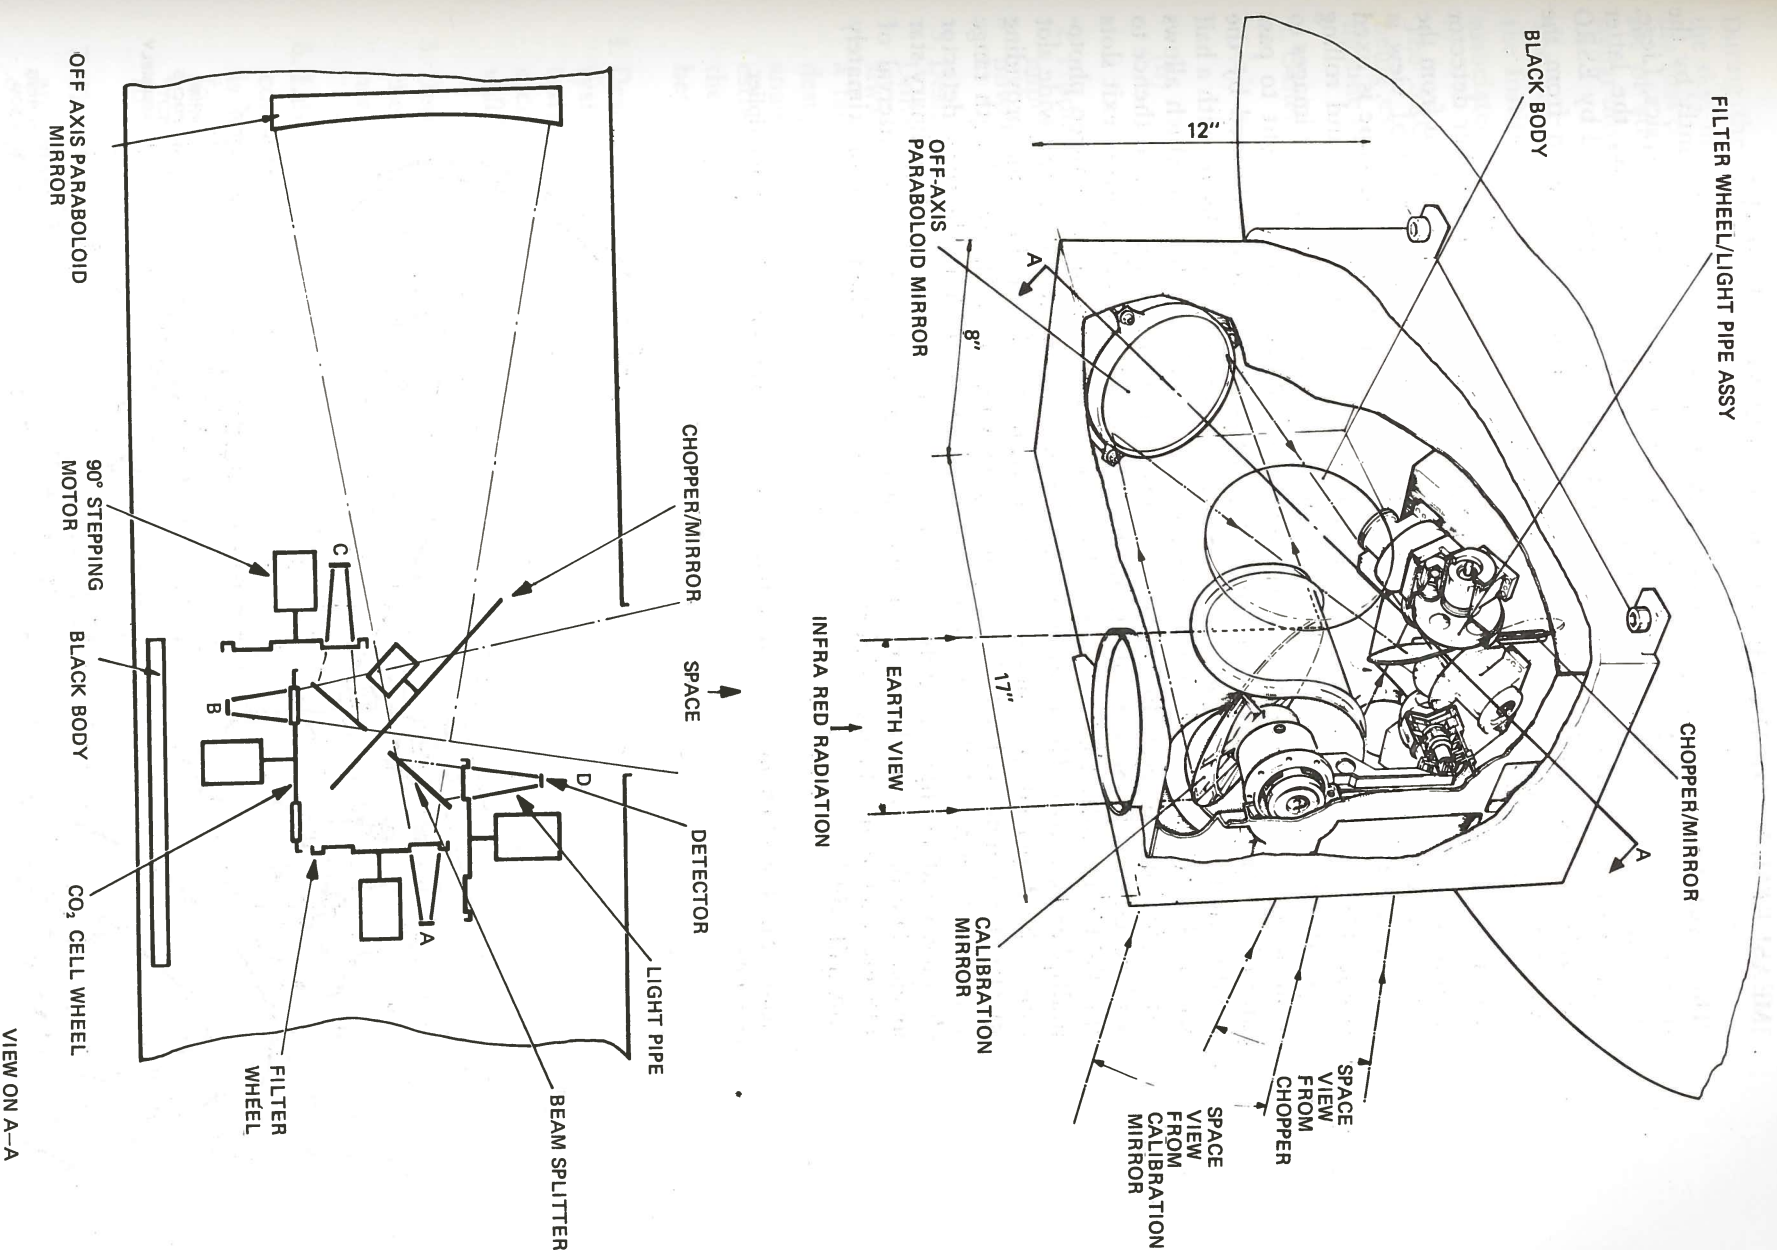 FILTER WHEEL/LIGHT PIPE ASSY
BLACK BODY
CHOPPER/MIRROR
12"
A
A
OFF-AXIS
PARABOLOID MIRROR
8"
17"
EARTH VIEW
INFRA RED RADIATION
CALIBRATION
MIRROR
SPACE
VIEW
FROM
CHOPPER
SPACE
VIEW
FROM
CALIBRATION
MIRROR
CHOPPER/MIRROR
SPACE
DETECTOR
LIGHT PIPE
BEAM SPLITTER
D
C
B
A
OFF AXIS PARABOLOID
MIRROR
90° STEPPING
MOTOR
BLACK BODY
CO₂ CELL WHEEL
FILTER
WHEEL
VIEW ON A–A